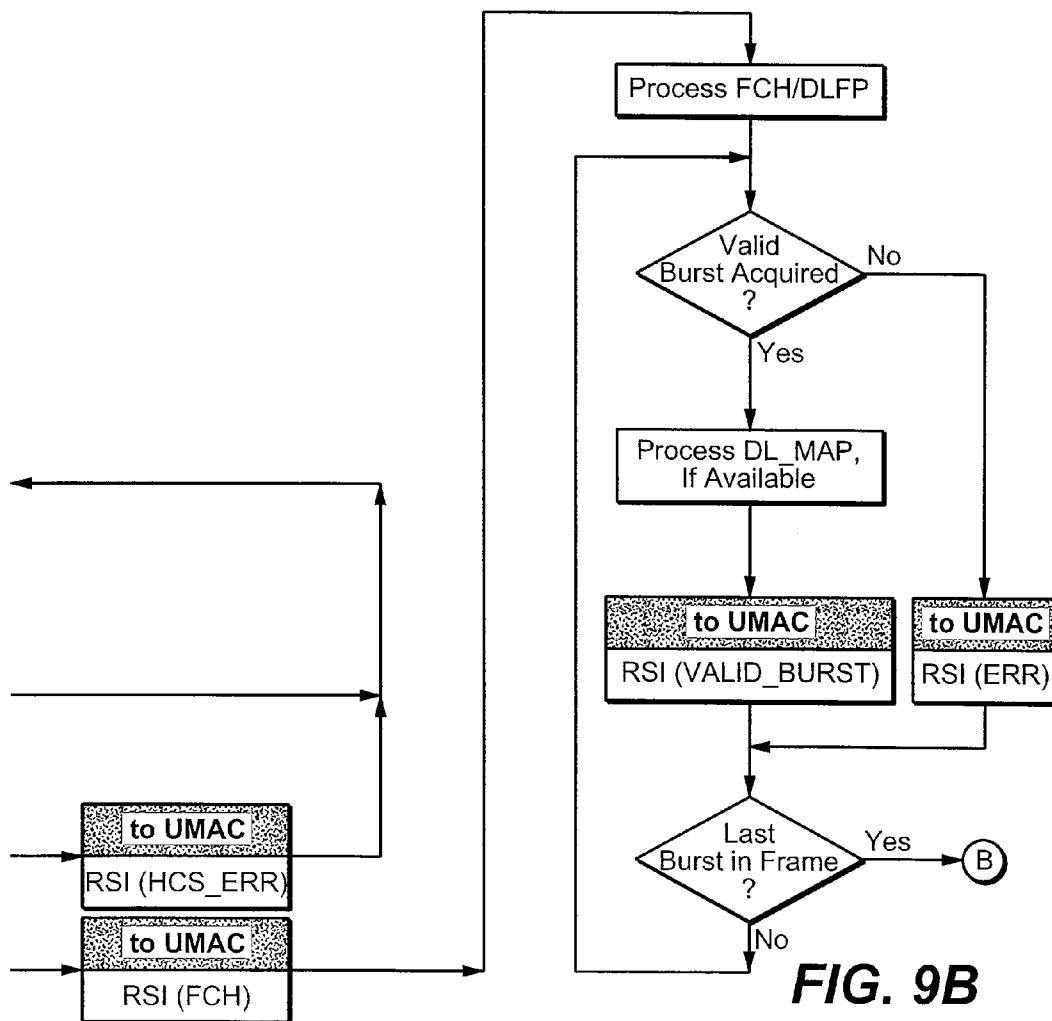 Process FCH/DLFP
Valid
Burst Acquired
?
No
Yes
Process DL_MAP,
If Available
to UMAC
RSI (VALID_BURST)
to UMAC
RSI (ERR)
to UMAC
RSI (HCS_ERR)
to UMAC
RSI (FCH)
Last
Burst in Frame
?
Yes
B
No
FIG. 9B